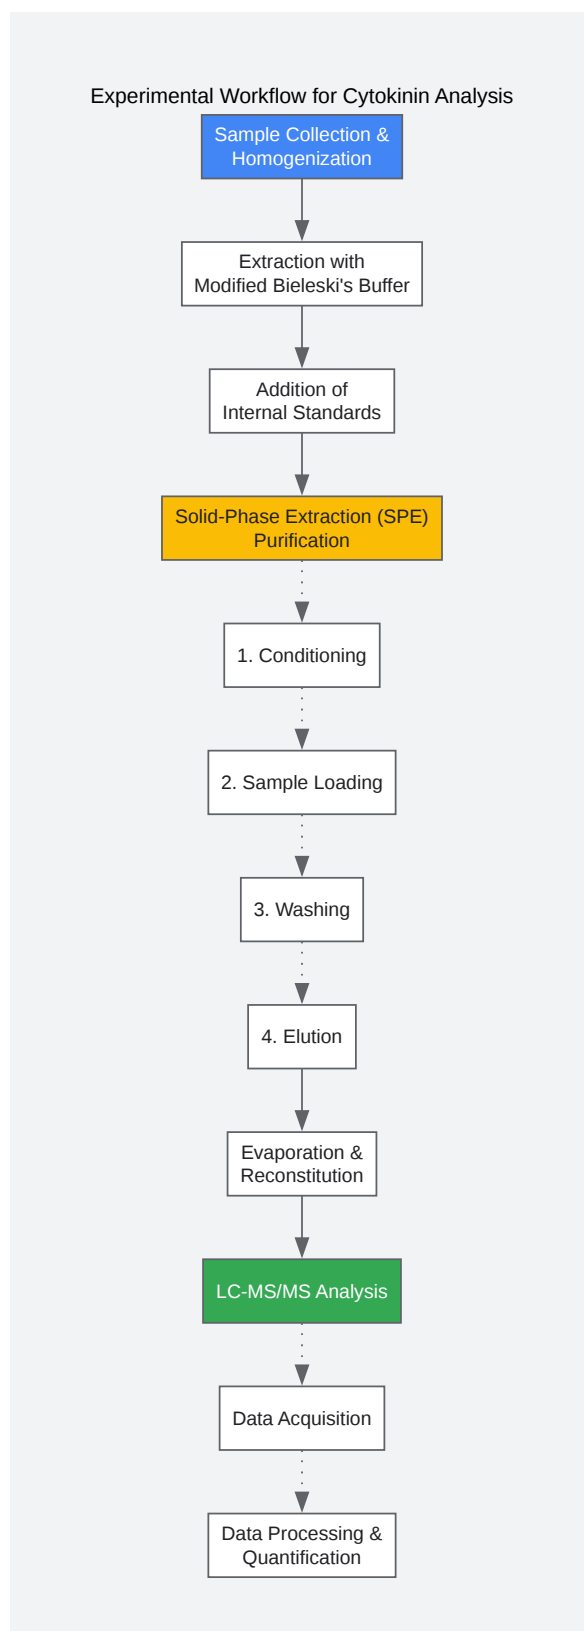 Experimental Workflow for Cytokinin Analysis
Sample Collection &
Homogenization
Extraction with
Modified Bieleski's Buffer
Addition of
Internal Standards
Solid-Phase Extraction (SPE)
Purification
1. Conditioning
2. Sample Loading
3. Washing
4. Elution
Evaporation &
Reconstitution
LC-MS/MS Analysis
Data Acquisition
Data Processing &
Quantification